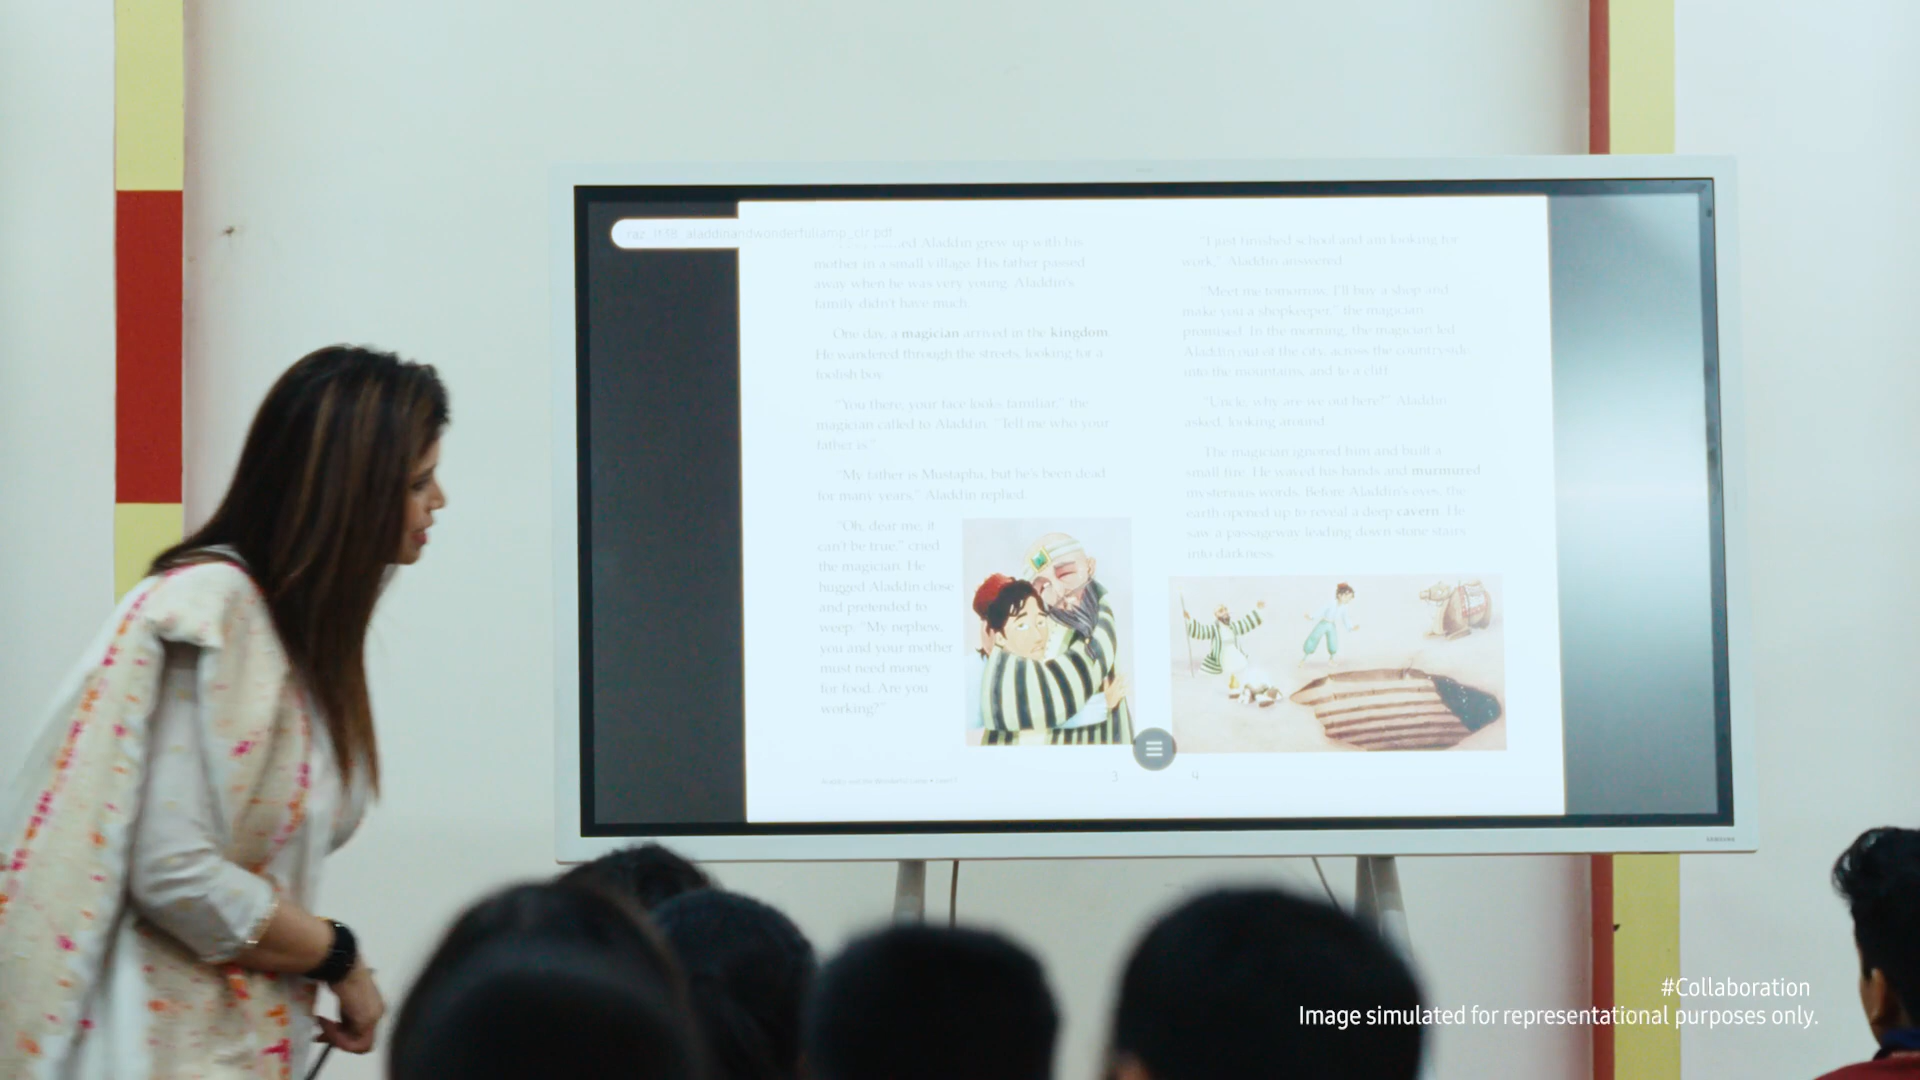 raz_lM8_aladdinandwonderfullamp_clr.pdf
Aladdin grew up with his
mother in a small village. His father passed
away when he was very young. Aladdin's
family didn't have much.
One day, a magician arrived in the kingdom.
He wandered through the streets, looking for a
foolish boy.
"You there, your face looks familiar," the
magician called to Aladdin. "Tell me who your
father is."
"My father is Mustapha, but he's been dead
for many years," Aladdin replied.
"Oh, dear me, it
can't be true," cried
the magician. He
hugged Aladdin close
and pretended to
weep. "My nephew,
you and your mother
must need money
for food. Are you
working?"
3
"I just finished school and am looking for
work," Aladdin answered.
"Meet me tomorrow, I'll buy a shop and
make you a shopkeeper," the magician
promised. In the morning, the magician led
Aladdin out of the city, across the countryside,
into the mountains, and to a cliff.
"Uncle, why are we out here?" Aladdin
asked, looking around.
The magician ignored him and built a
small fire. He waved his hands and murmured
mysterious words. Before Aladdin's eyes, the
earth opened up to reveal a deep cavern. He
saw a passageway leading down stone stairs
into darkness.
4
SAMSUNG
#Collaboration
Image simulated for representational purposes only.